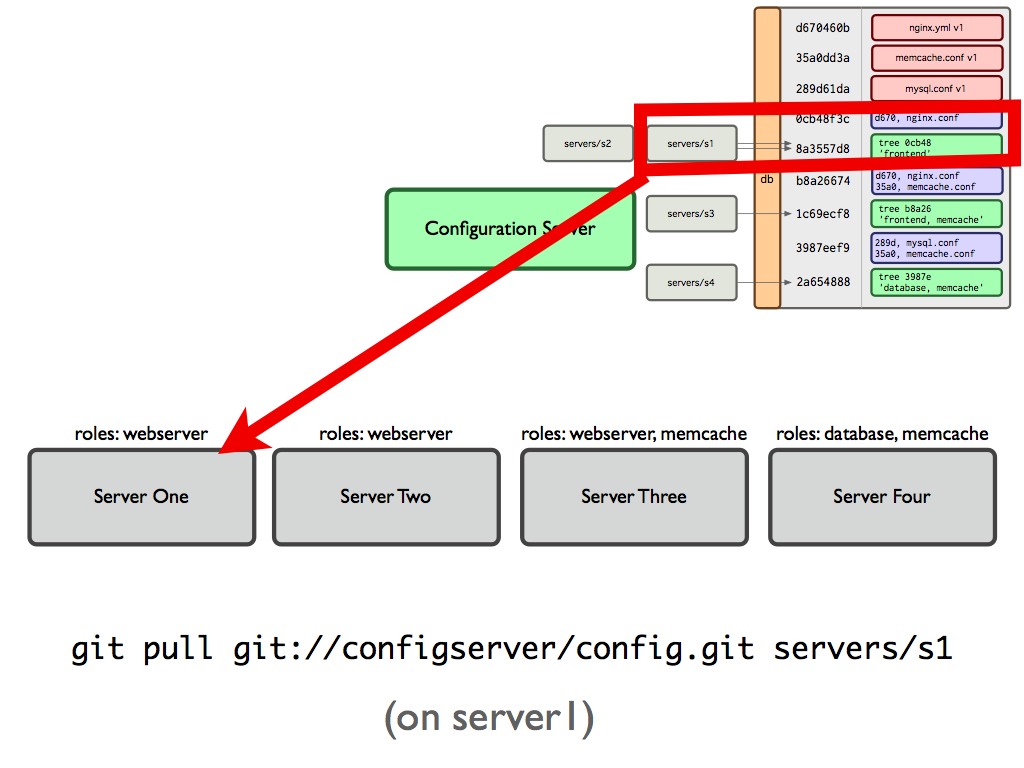 d670460b
nginx.yml v1
35a0dd3a
memcache.conf v1
289d61da
mysql.conf v1
0cb48f3c
d670, nginx.conf
servers/s2
servers/s1
8a3557d8
tree 0cb48
'frontend'
db
b8a26674
d670, nginx.conf
35a0, memcache.conf
servers/s3
1c69ecf8
tree b8a26
'frontend, memcache'
Configuration Server
3987eef9
289d, mysql.conf
35a0, memcache.conf
servers/s4
2a654888
tree 3987e
'database, memcache'
roles: webserver
roles: webserver
roles: webserver, memcache
roles: database, memcache
Server One
Server Two
Server Three
Server Four
git pull git://configserver/config.git servers/s1
(on server1)